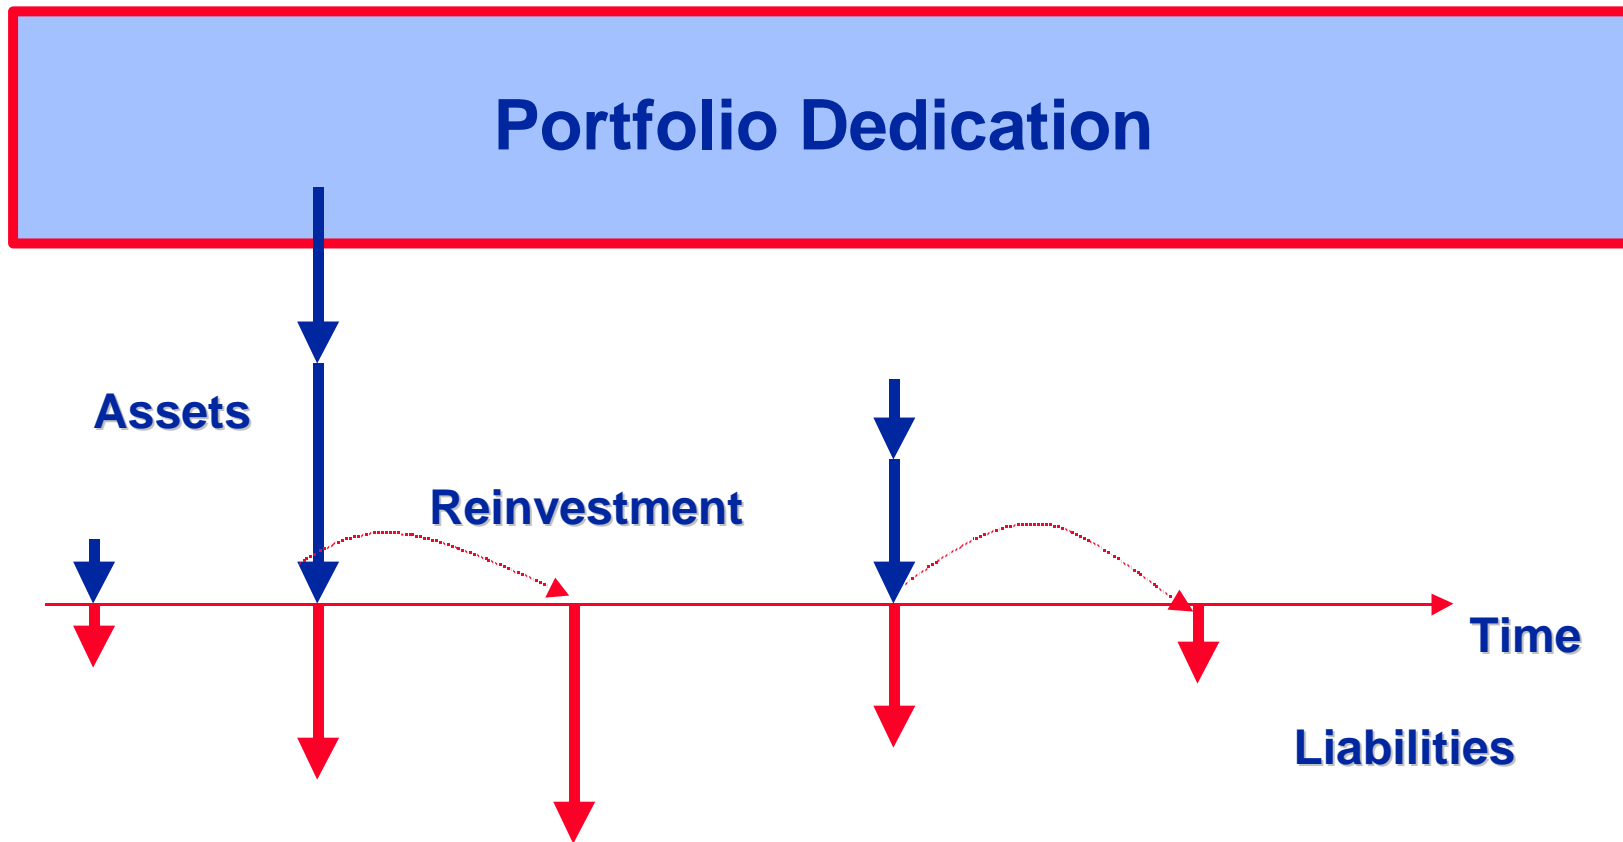 Portfolio Dedication
Assets
Reinvestment
Time
Liabilities